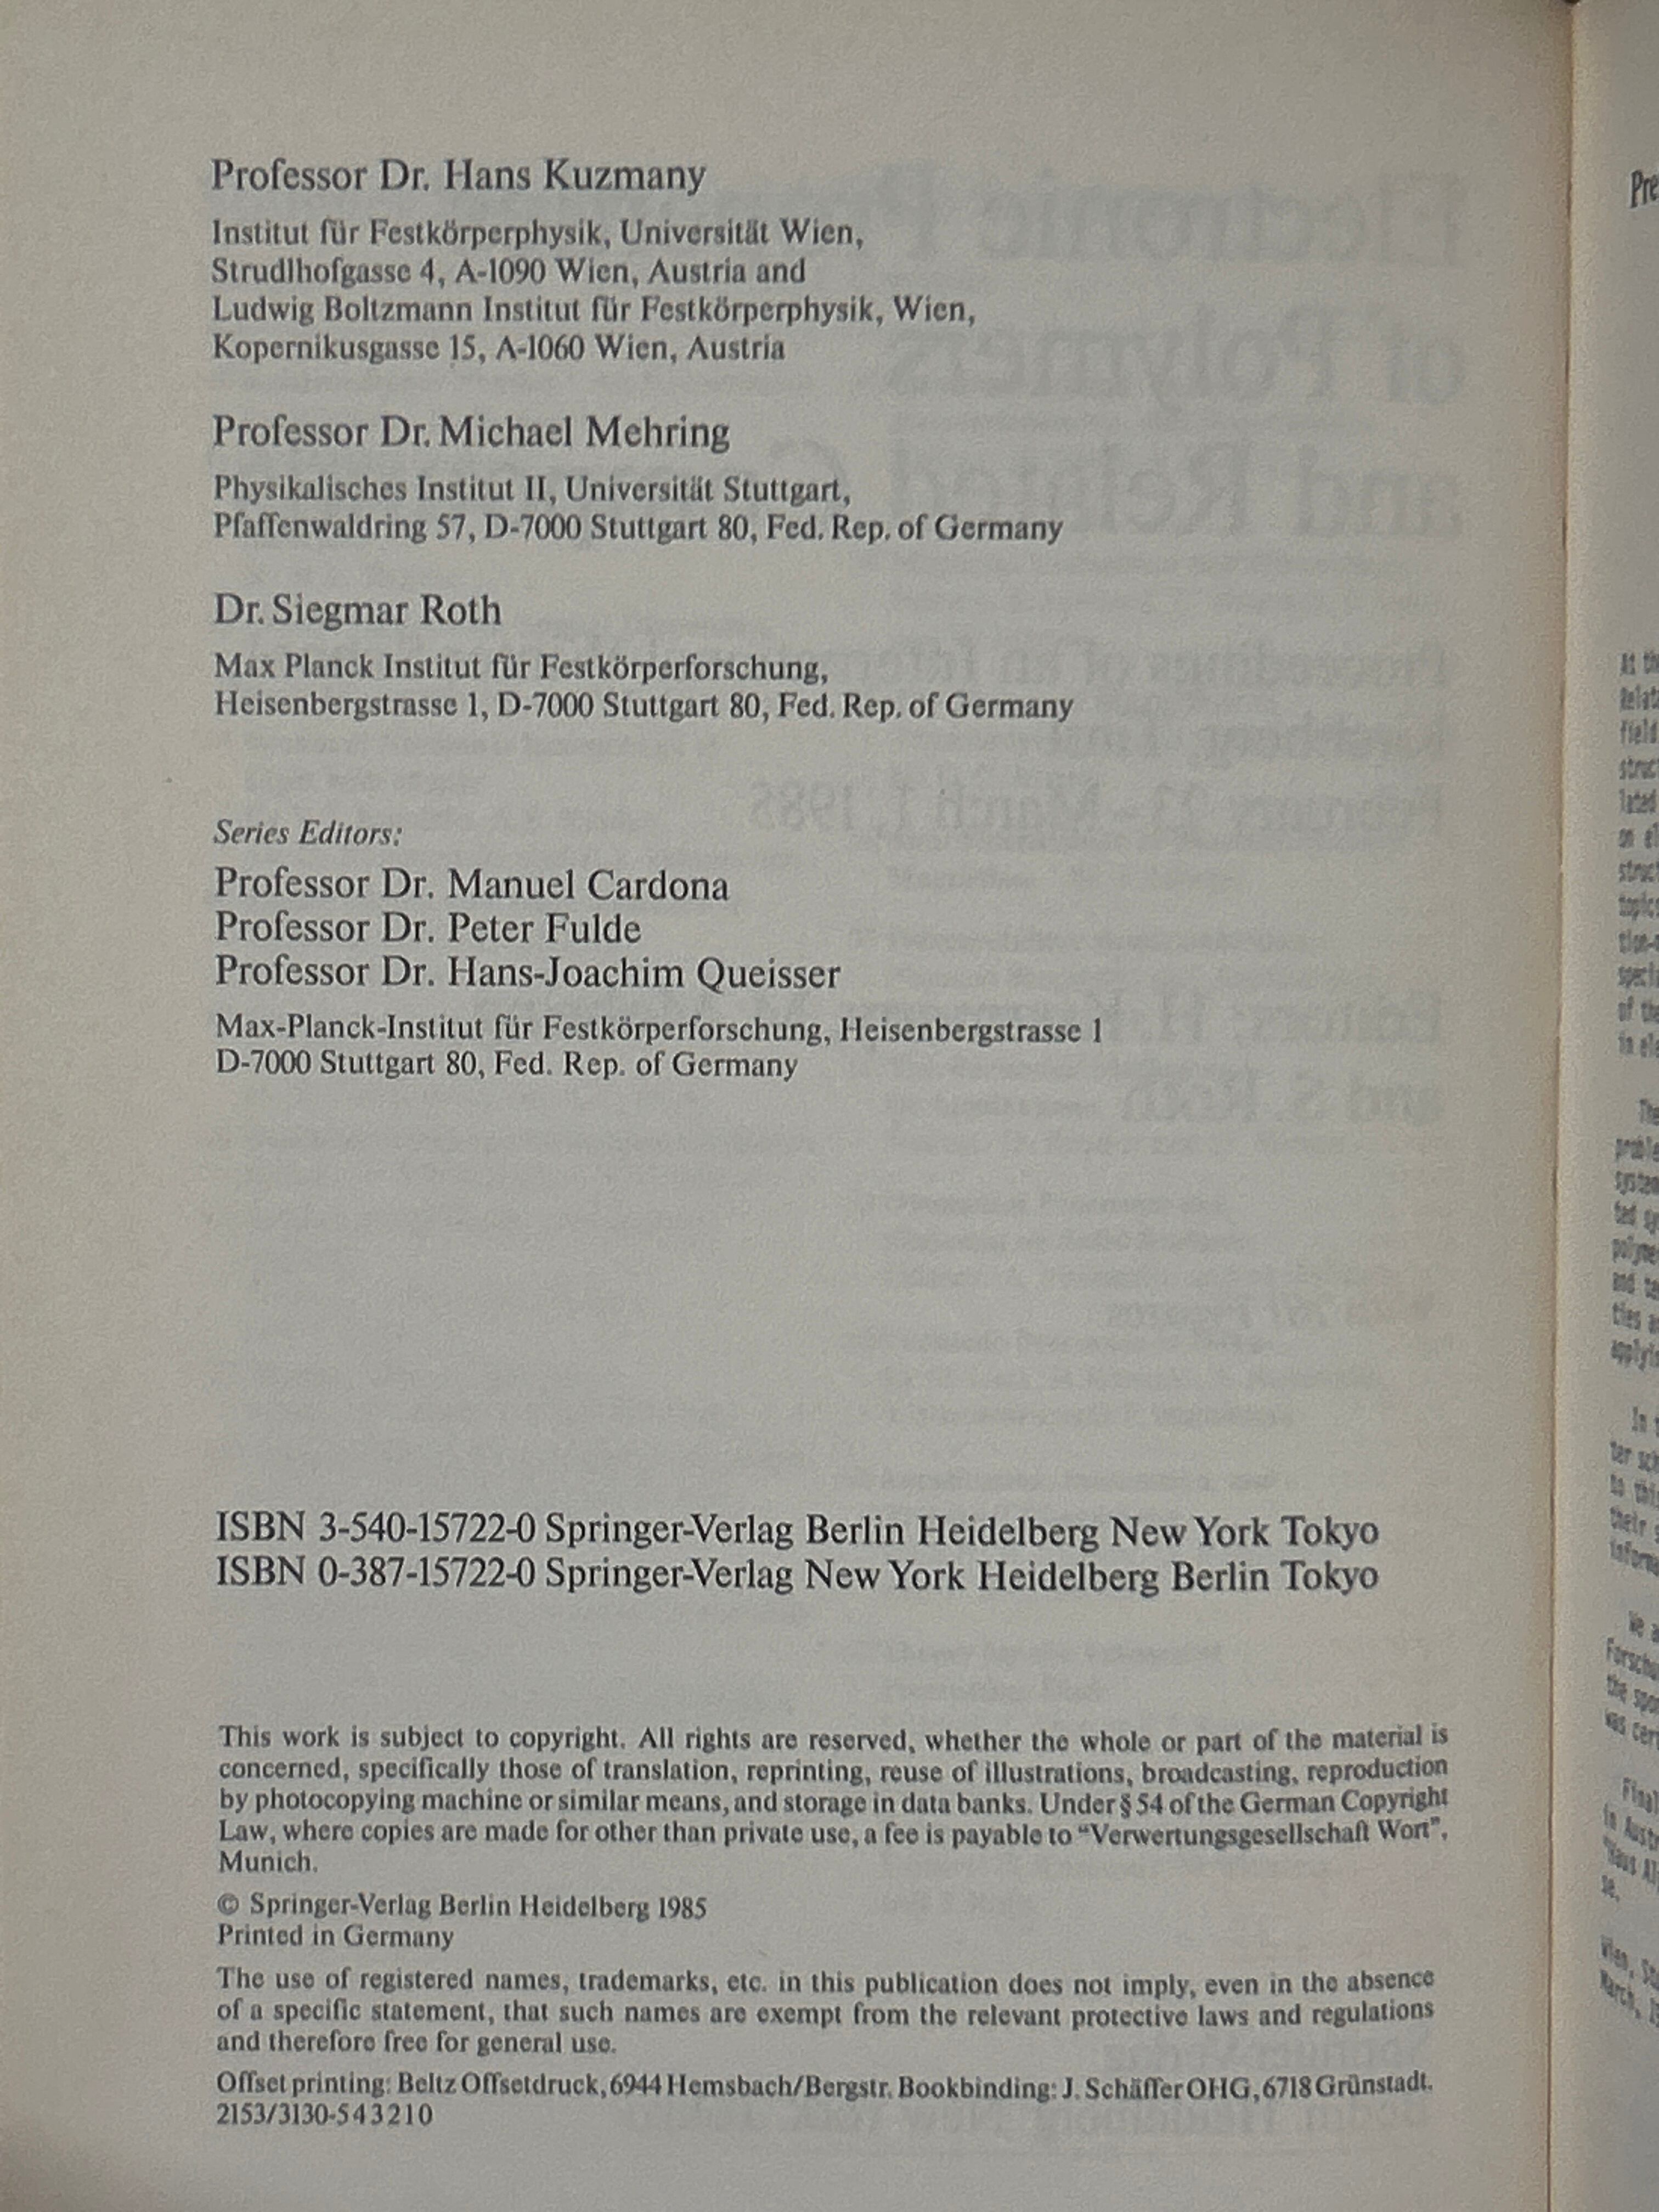 Professor Dr. Hans Kuzmany
Institut für Festkörperphysik, Universität Wien,
Strudlhofgasse 4, A-1090 Wien, Austria and
Ludwig Boltzmann Institut für Festkörperphysik, Wien,
Kopernikusgasse 15, A-1060 Wien, Austria
Professor Dr. Michael Mehring
Physikalisches Institut II, Universität Stuttgart,
Pfaffenwaldring 57, D-7000 Stuttgart 80, Fed. Rep. of Germany
Dr. Siegmar Roth
Max Planck Institut für Festkörperforschung,
Heisenbergstrasse 1, D-7000 Stuttgart 80, Fed. Rep. of Germany
Series Editors:
Professor Dr. Manuel Cardona
Professor Dr. Peter Fulde
Professor Dr. Hans-Joachim Queisser
Max-Planck-Institut für Festkörperforschung, Heisenbergstrasse 1
D-7000 Stuttgart 80, Fed. Rep. of Germany
ISBN 3-540-15722-0 Springer-Verlag Berlin Heidelberg New York Tokyo
ISBN 0-387-15722-0 Springer-Verlag New York Heidelberg Berlin Tokyo
This work is subject to copyright. All rights are reserved, whether the whole or part of the material is
concerned, specifically those of translation, reprinting, reuse of illustrations, broadcasting, reproduction
by photocopying machine or similar means, and storage in data banks. Under § 54 of the German Copyright
Law, where copies are made for other than private use, a fee is payable to “Verwertungsgesellschaft Wort”,
Munich.
© Springer-Verlag Berlin Heidelberg 1985
Printed in Germany
The use of registered names, trademarks, etc. in this publication does not imply, even in the absence
of a specific statement, that such names are exempt from the relevant protective laws and regulations
and therefore free for general use.
Offset printing: Beltz Offsetdruck, 6944 Hemsbach/Bergstr. Bookbinding: J. Schäffer OHG, 6718 Grünstadt.
2153/3130-543210